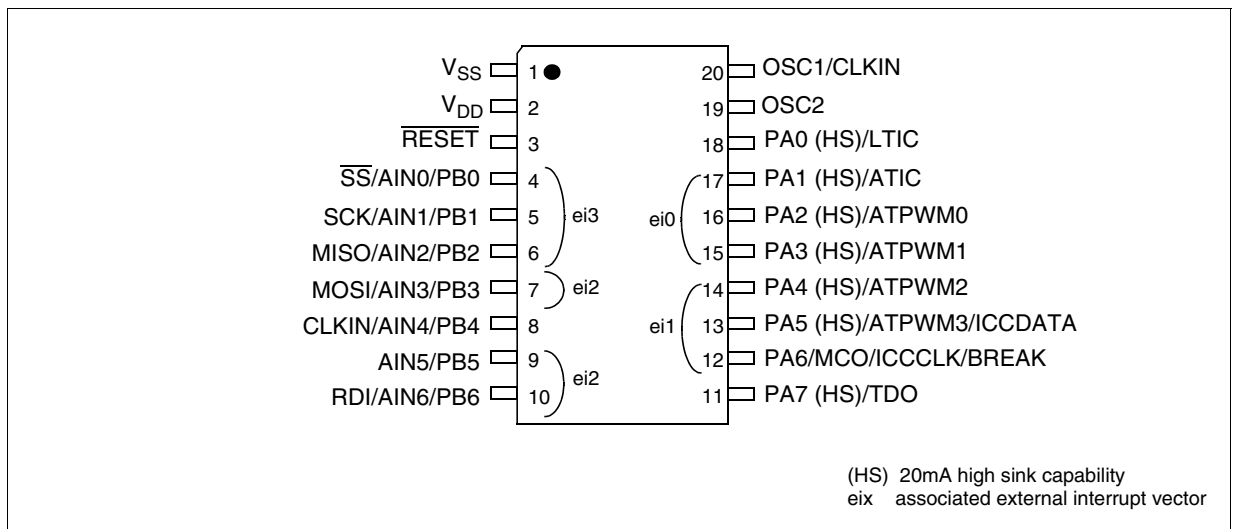 VSS 1 20 OSC1/CLKIN
VDD 2 19 OSC2
RESET 3 18 PA0 (HS)/LTIC
SS/AIN0/PB0 4 17 PA1 (HS)/ATIC
SCK/AIN1/PB1 5 ei3 ei0 16 PA2 (HS)/ATPWM0
MISO/AIN2/PB2 6 15 PA3 (HS)/ATPWM1
MOSI/AIN3/PB3 7 ei2 14 PA4 (HS)/ATPWM2
CLKIN/AIN4/PB4 8 ei1 13 PA5 (HS)/ATPWM3/ICCDATA
AIN5/PB5 9 12 PA6/MCO/ICCCLK/BREAK
RDI/AIN6/PB6 10 ei2 11 PA7 (HS)/TDO
(HS) 20mA high sink capability
eix associated external interrupt vector